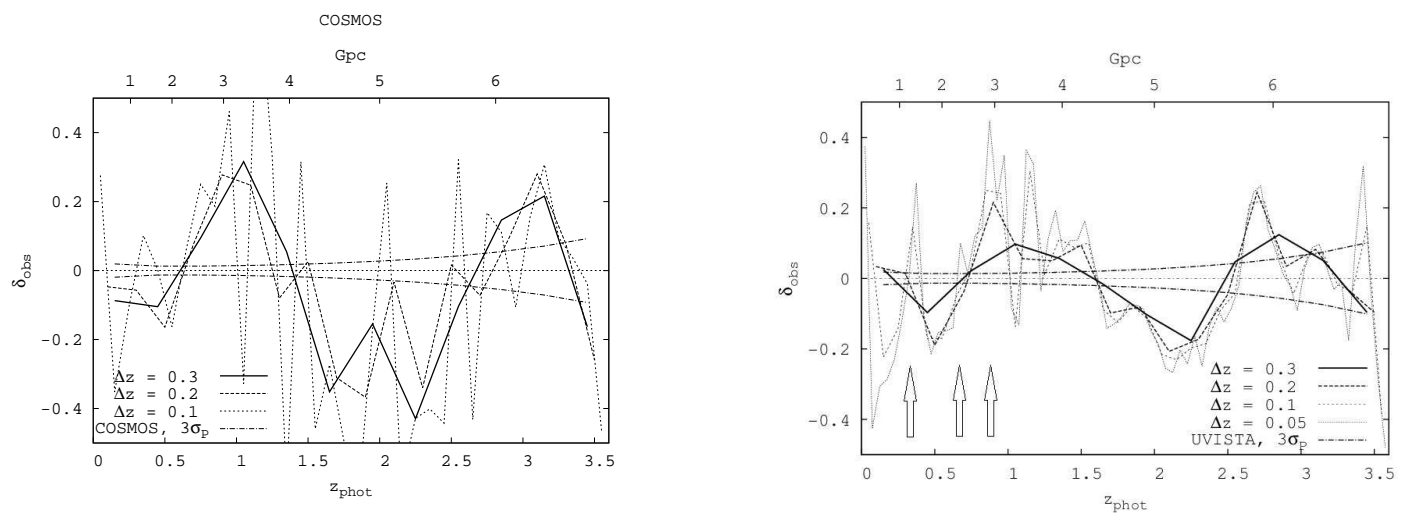 COSMOS
Gpc
1 2 3 4 5 6
0.4
0.2
0
-0.2
-0.4
δobs
Δz = 0.3
Δz = 0.2
Δz = 0.1
COSMOS, 3σP
0 0.5 1 1.5 2 2.5 3 3.5
zphot
Gpc
1 2 3 4 5 6
0.4
0.2
0
-0.2
-0.4
δobs
Δz = 0.3
Δz = 0.2
Δz = 0.1
Δz = 0.05
UVISTA, 3σP
0 0.5 1 1.5 2 2.5 3 3.5
zphot